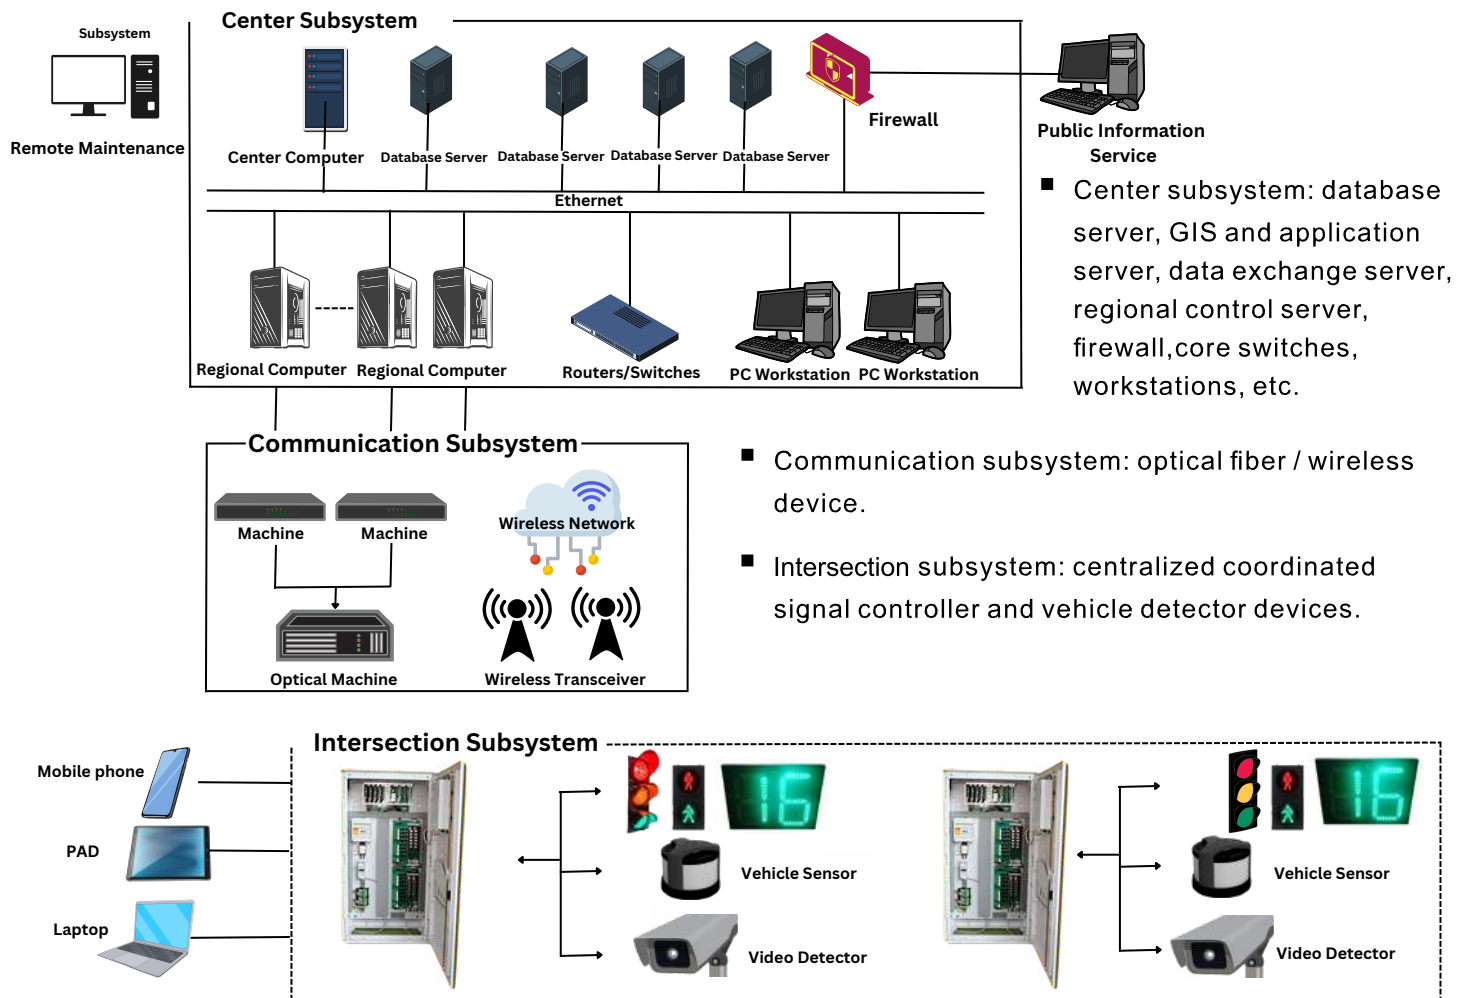 Center Subsystem
Subsystem
Remote Maintenance
Center Computer
Database Server
Database Server
Database Server
Database Server
Firewall
Public Information
Service
Ethernet
Regional Computer
Regional Computer
Routers/Switches
PC Workstation
PC Workstation
▪ Center subsystem: database
server, GIS and application
server, data exchange server,
regional control server,
firewall,core switches,
workstations, etc.
Communication Subsystem
Machine
Machine
Wireless Network
Optical Machine
Wireless Transceiver
▪ Communication subsystem: optical fiber / wireless
device.
▪ Intersection subsystem: centralized coordinated
signal controller and vehicle detector devices.
Intersection Subsystem
Mobile phone
PAD
Laptop
16
Vehicle Sensor
Video Detector
16
Vehicle Sensor
Video Detector